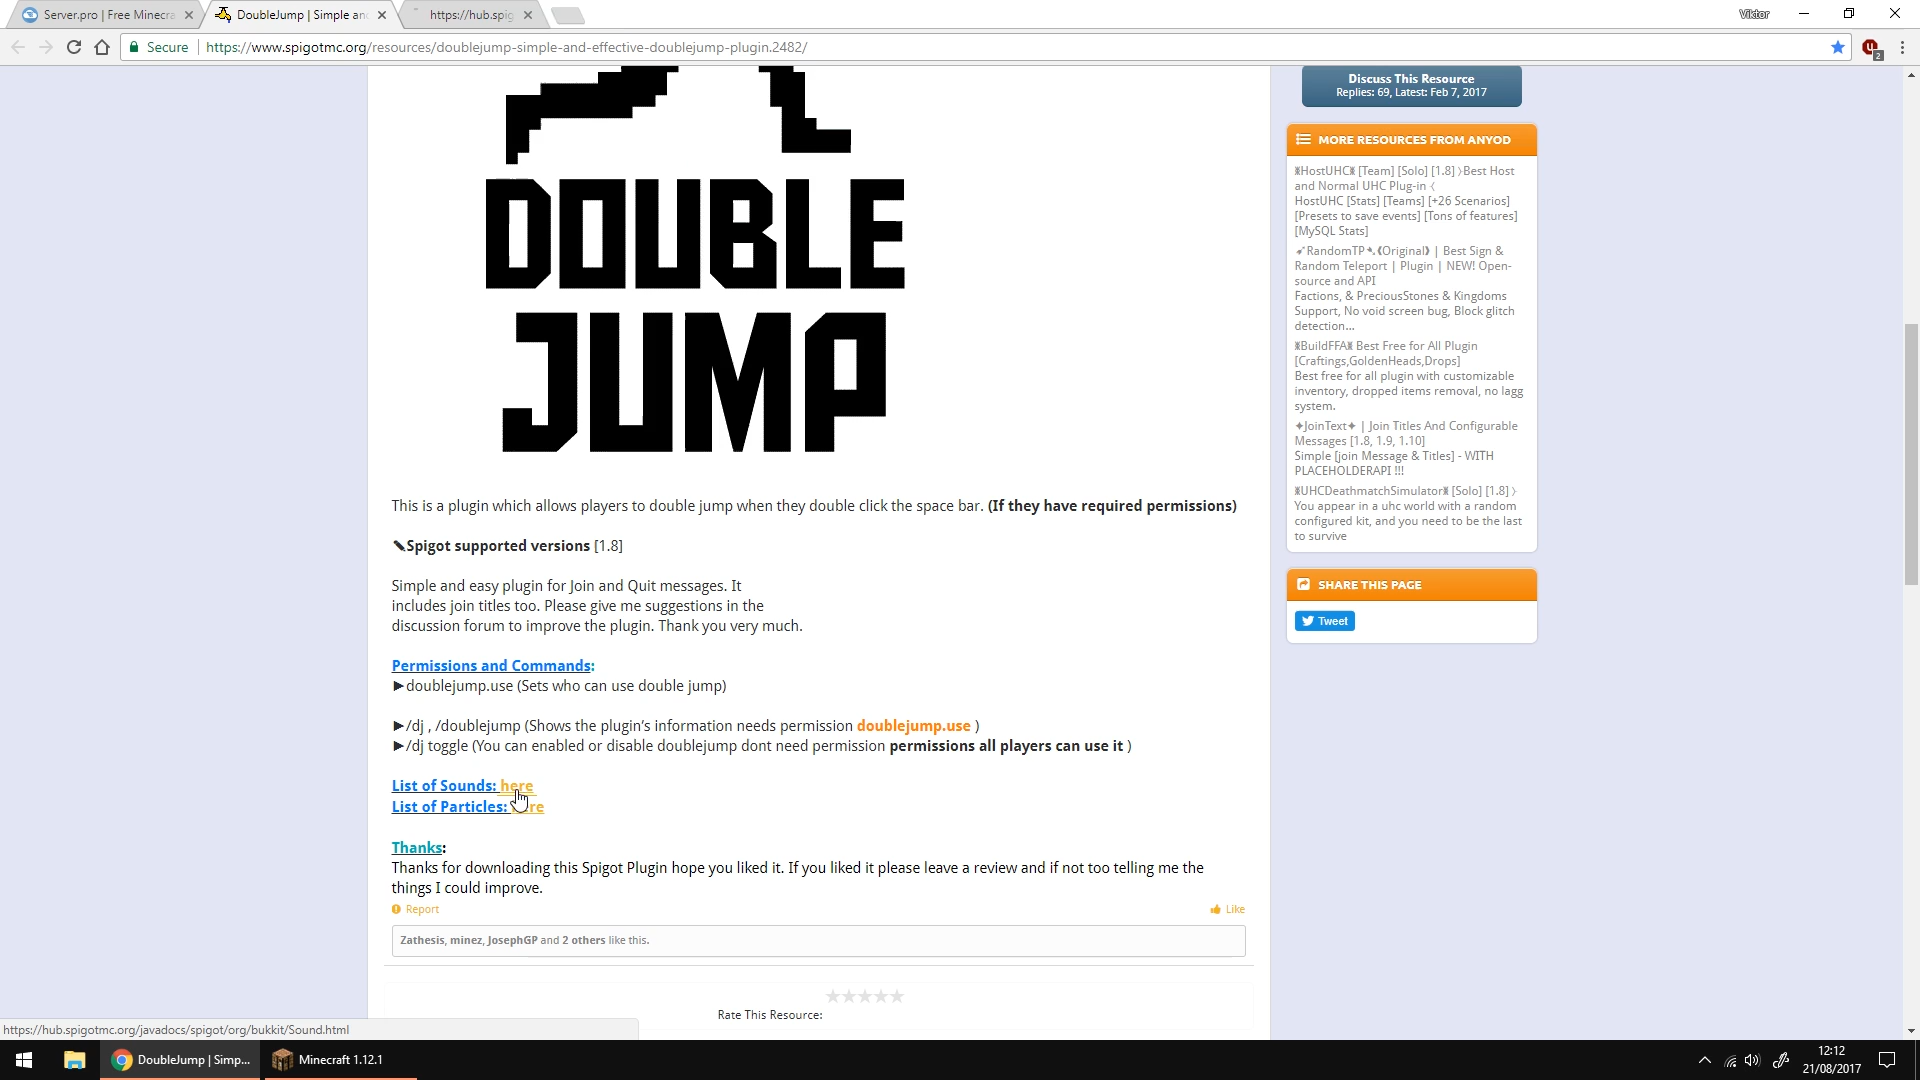 Server.pro | Free Minecra
DoubleJump | Simple an
https://hub.spig
Viktor
Secure
https://www.spigotmc.org/resources/doublejump-simple-and-effective-doublejump-plugin.2482/
2
DOUBLE
JUMP
This is a plugin which allows players to double jump when they double click the space bar. (If they have required permissions)
✎Spigot supported versions [1.8]
Simple and easy plugin for Join and Quit messages. It
includes join titles too. Please give me suggestions in the
discussion forum to improve the plugin. Thank you very much.
Permissions and Commands:
►doublejump.use (Sets who can use double jump)
►/dj , /doublejump (Shows the plugin's information needs permission doublejump.use )
►/dj toggle (You can enabled or disable doublejump dont need permission permissions all players can use it )
List of Sounds: here
List of Particles: here
Thanks:
Thanks for downloading this Spigot Plugin hope you liked it. If you liked it please leave a review and if not too telling me the
things I could improve.
Report
Like
Zathesis, minez, JosephGP and 2 others like this.
Rate This Resource:
Discuss This Resource
Replies: 69, Latest: Feb 7, 2017
MORE RESOURCES FROM ANYOD
HostUHC [Team] [Solo] [1.8] Best Host
and Normal UHC Plug-in
HostUHC [Stats] [Teams] [+26 Scenarios]
[Presets to save events] [Tons of features]
[MySQL Stats]
RandomTP (Original) | Best Sign &
Random Teleport | Plugin | NEW! Open-
source and API
Factions, & PreciousStones & Kingdoms
Support, No void screen bug, Block glitch
detection...
BuildFFA Best Free for All Plugin
[Craftings,GoldenHeads,Drops]
Best free for all plugin with customizable
inventory, dropped items removal, no lagg
system.
✦JoinText✦ | Join Titles And Configurable
Messages [1.8, 1.9, 1.10]
Simple [join Message & Titles] - WITH
PLACEHOLDERAPI !!!
UHCDeathmatchSimulator [Solo] [1.8]
You appear in a uhc world with a random
configured kit, and you need to be the last
to survive
SHARE THIS PAGE
Tweet
https://hub.spigotmc.org/javadocs/spigot/org/bukkit/Sound.html
DoubleJump | Simp...
Minecraft 1.12.1
12:12
21/08/2017